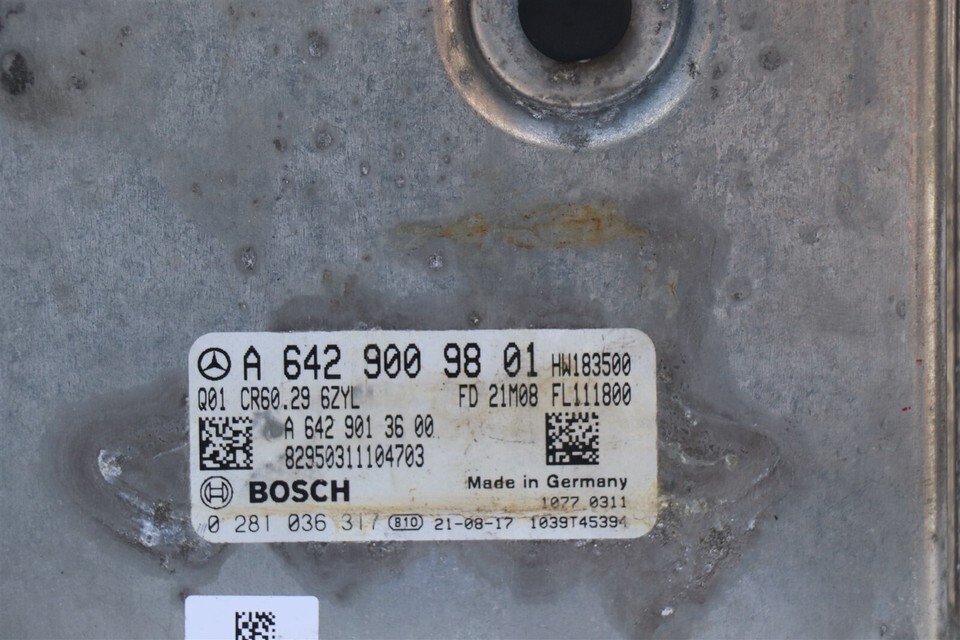 A 642 900 98 01 HW183500
Q01 CR60.29 6ZYL FD 21M08 FL111800
A 642 901 36 00
82950311104703
BOSCH Made in Germany
1077 0311
0 281 036 317 810 21-08-17 1039T45394